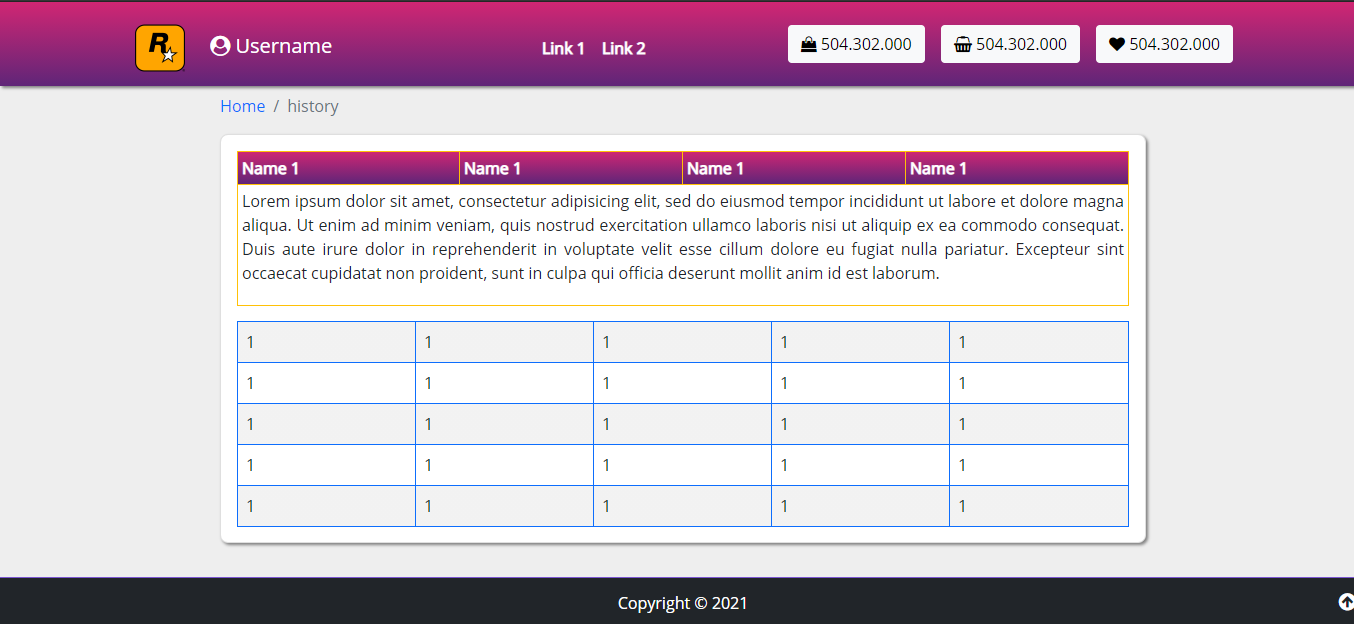 R Username Link 1 Link 2 504.302.000 504.302.000 504.302.000
Home / history
Name 1 Name 1 Name 1 Name 1
Lorem ipsum dolor sit amet, consectetur adipisicing elit, sed do eiusmod tempor incididunt ut labore et dolore magna
aliqua. Ut enim ad minim veniam, quis nostrud exercitation ullamco laboris nisi ut aliquip ex ea commodo consequat.
Duis aute irure dolor in reprehenderit in voluptate velit esse cillum dolore eu fugiat nulla pariatur. Excepteur sint
occaecat cupidatat non proident, sunt in culpa qui officia deserunt mollit anim id est laborum.
1 1 1 1 1
1 1 1 1 1
1 1 1 1 1
1 1 1 1 1
1 1 1 1 1
Copyright © 2021